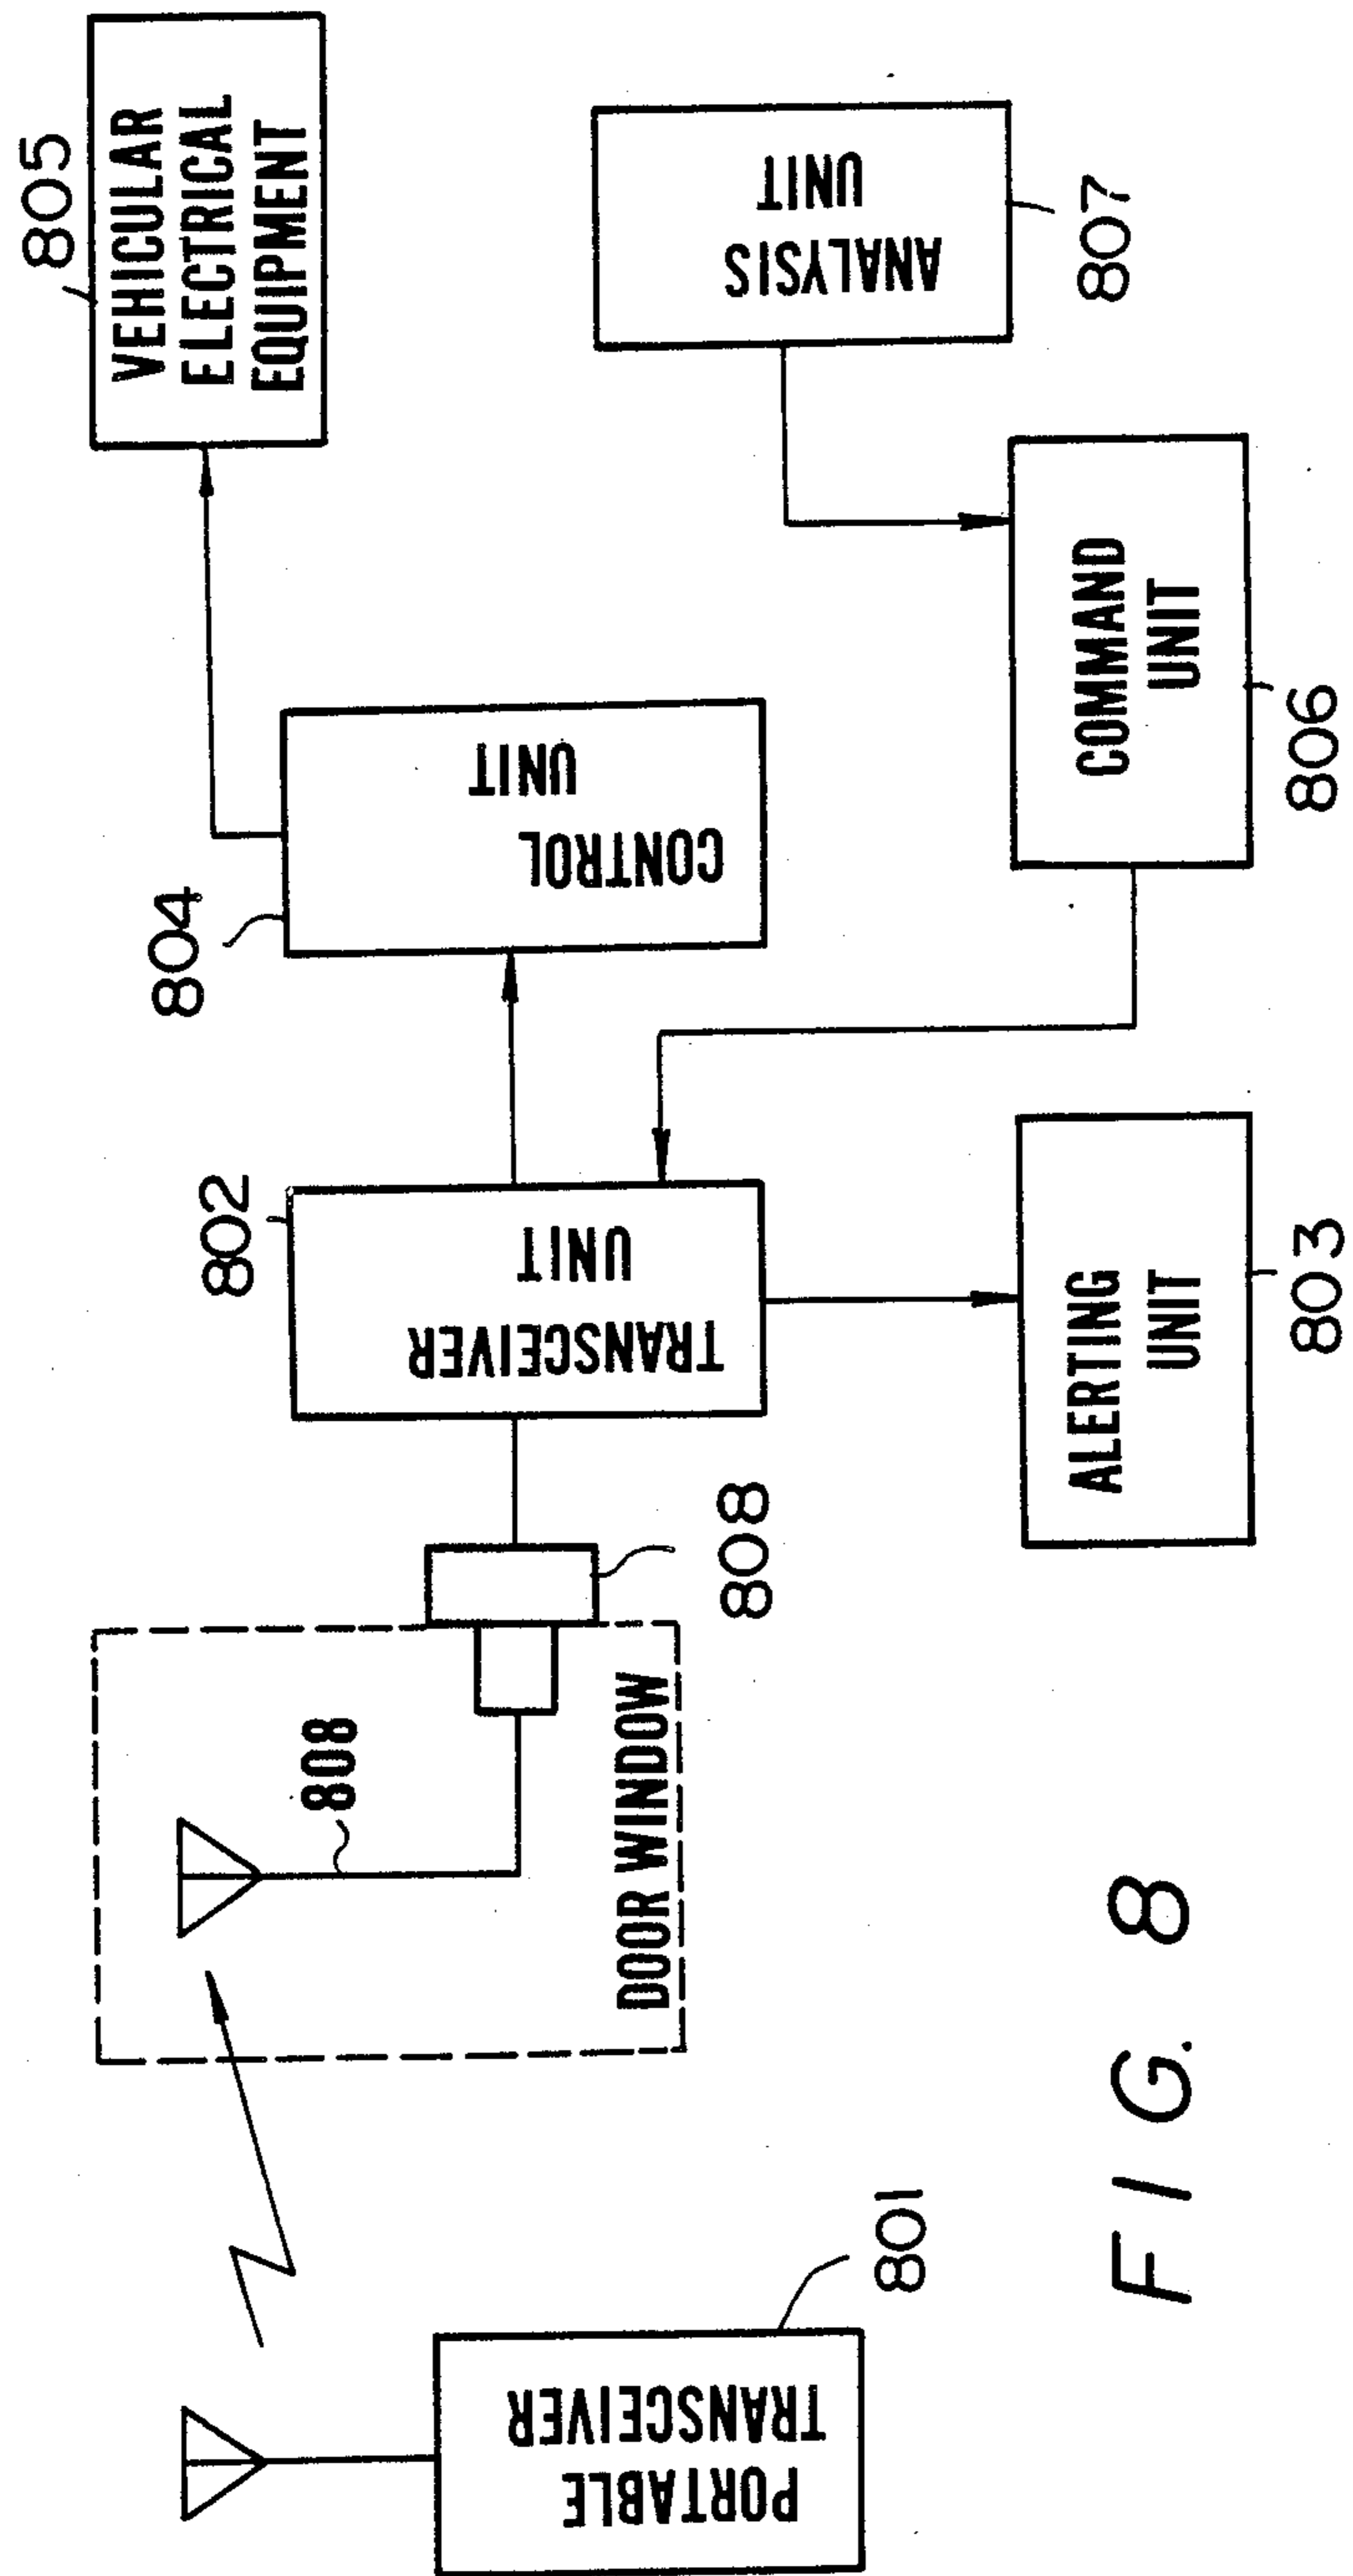 805
VEHICULAR
ELECTRICAL
EQUIPMENT
804
CONTROL
UNIT
ANALYSIS
UNIT
807
802
TRANSCEIVER
UNIT
COMMAND
UNIT
806
808
808
DOOR WINDOW
ALERTING
UNIT
803
PORTABLE
TRANSCEIVER
801
FIG. 8